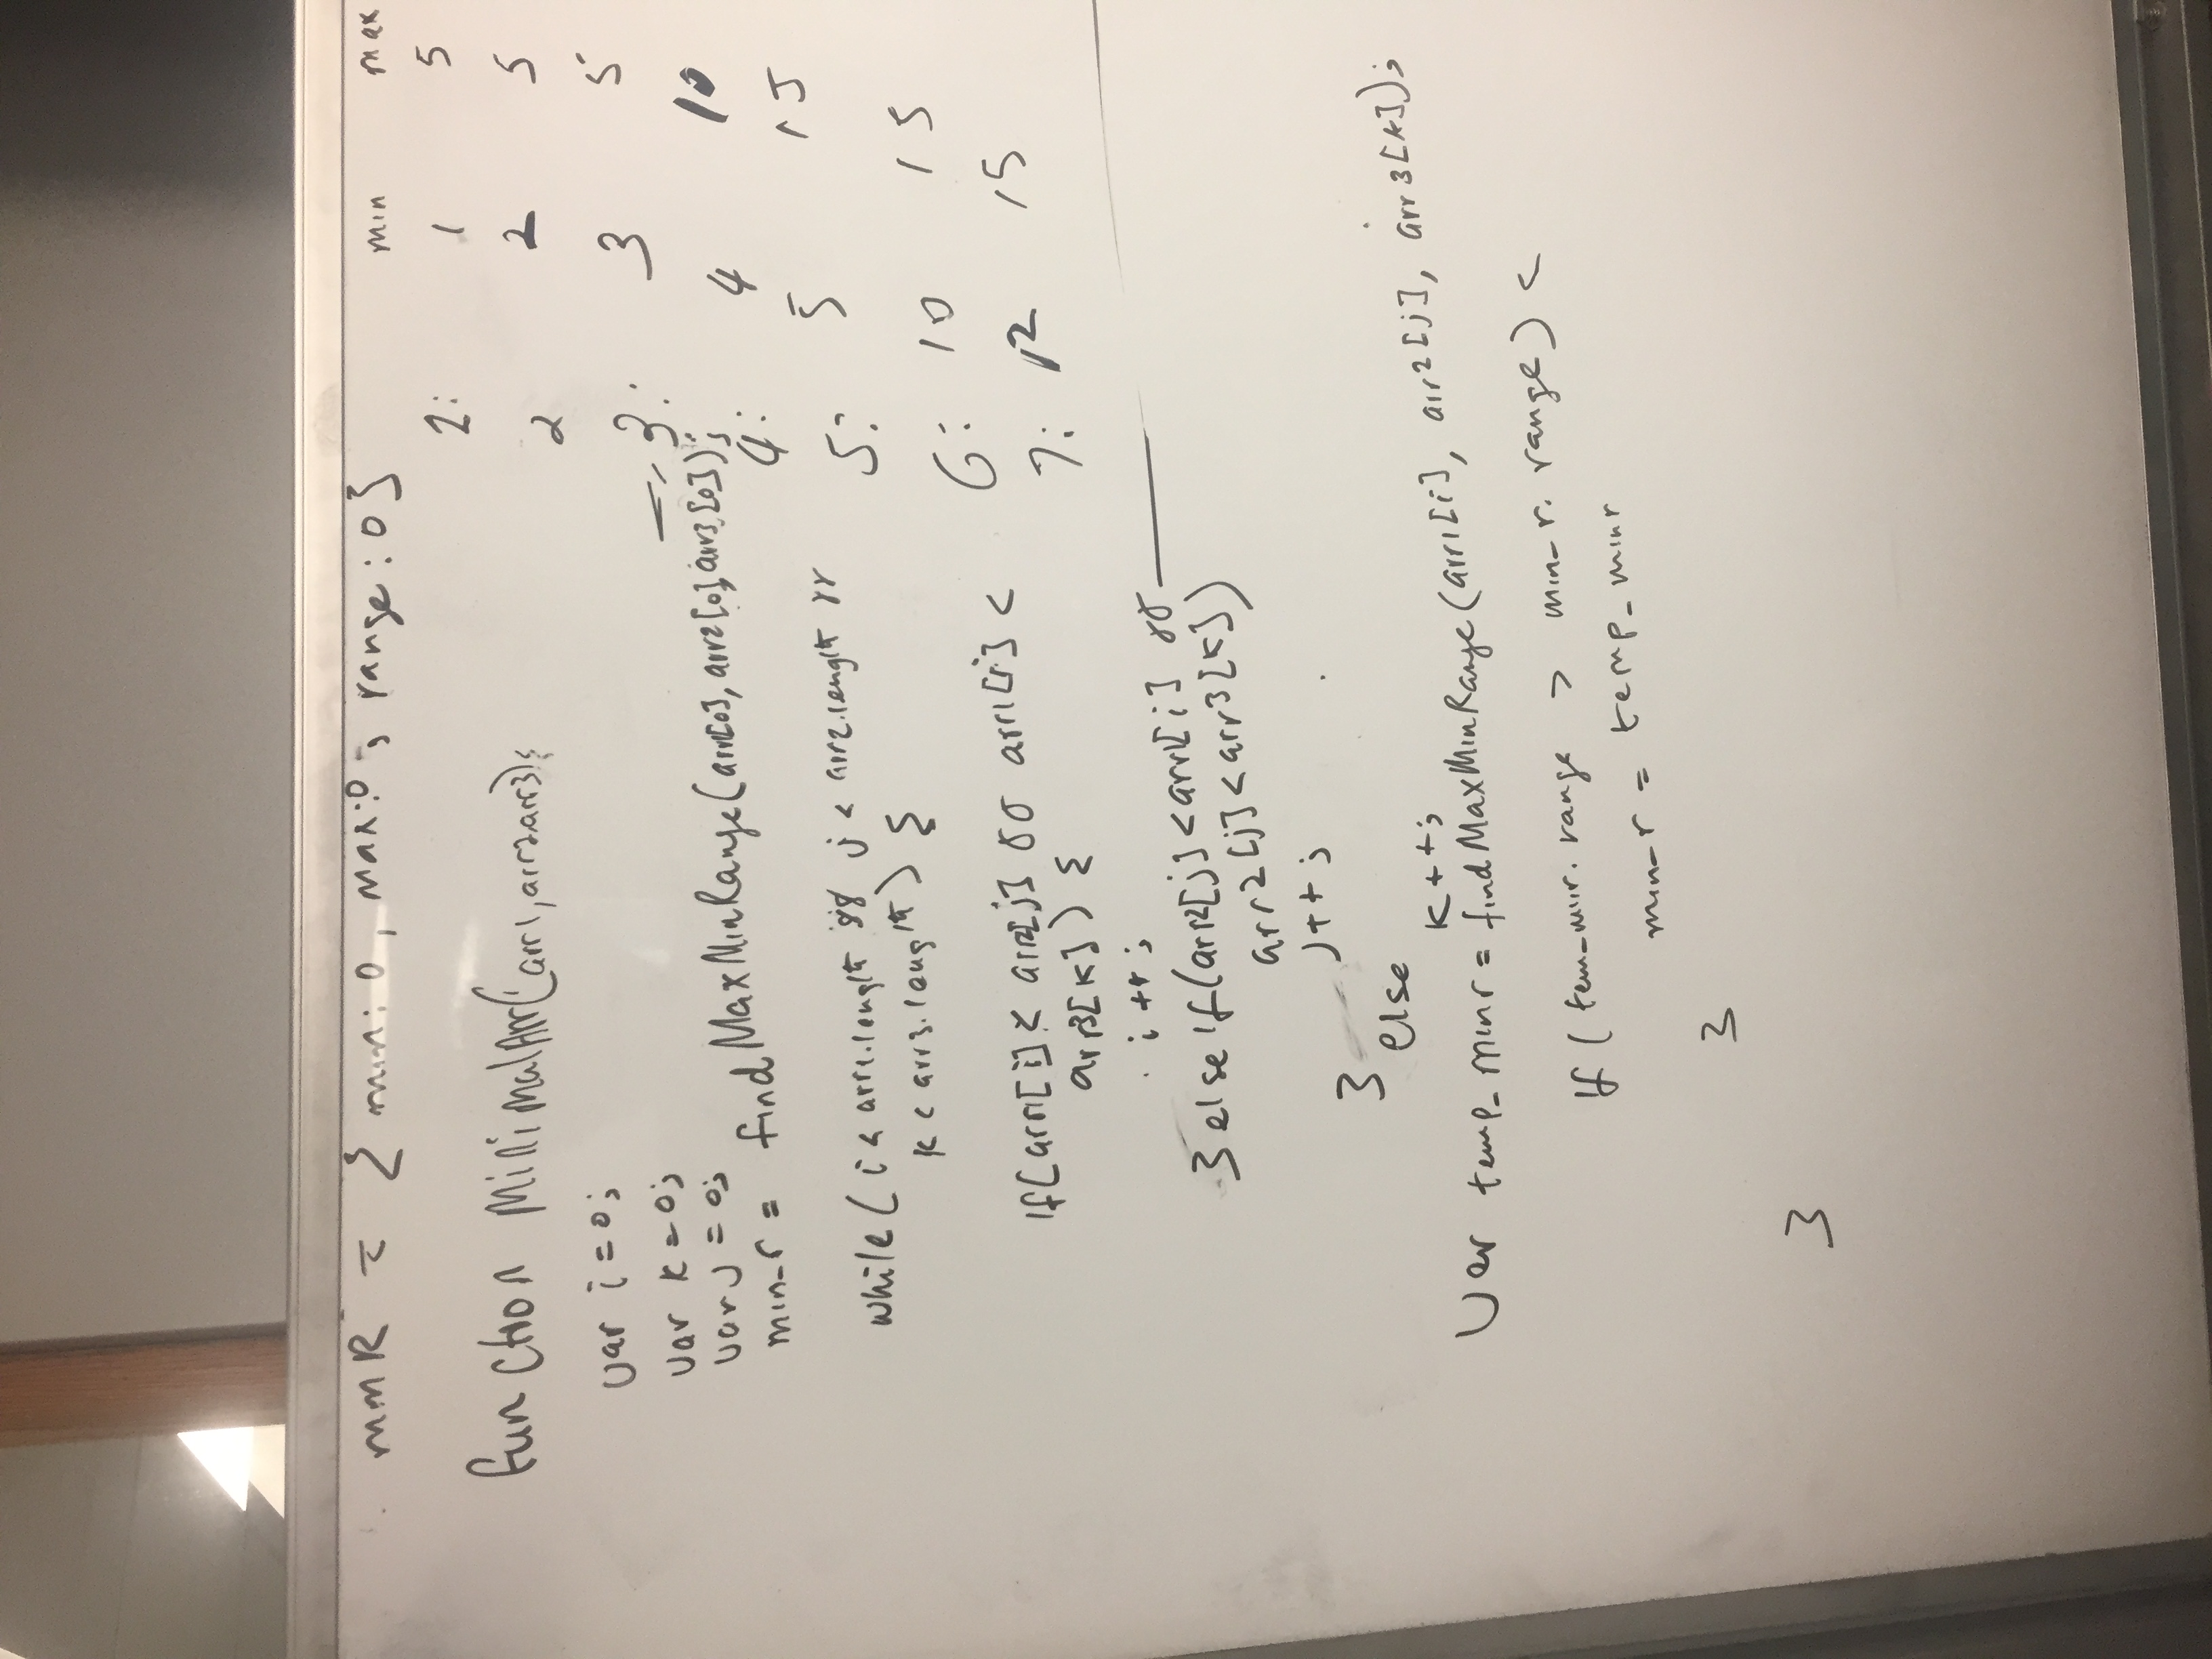 mmR = { min: 0, max:0, range: 0}
function MinimalArr(arr1,arr2,arr3){
var i = 0;
var k = 0;
var j = 0;
min_r = findMaxMinRange(arr1[0], arr2[0],arr3[0]);
while( i < arr1.length && j < arr2.length &&
k < arr3.length) {
if(arr1[i] < arr2[j] && arr1[i] <
arr3[k]) {
i ++ ;
} else if(arr2[j] < arr1[i] &&
arr2[j] < arr3[k])
j++ ;
}
else
k++;
Var temp_minr = findMaxMinRange(arr1[i], arr2[j], arr3[k]);
if ( tem_minr. range > min_r. range) <
min_r = temp_minr
}
}
min max
2: 1 5
2 2 5
3: 3 5
4: 4 10
5: 5 15
6: 10 15
7: 12 15